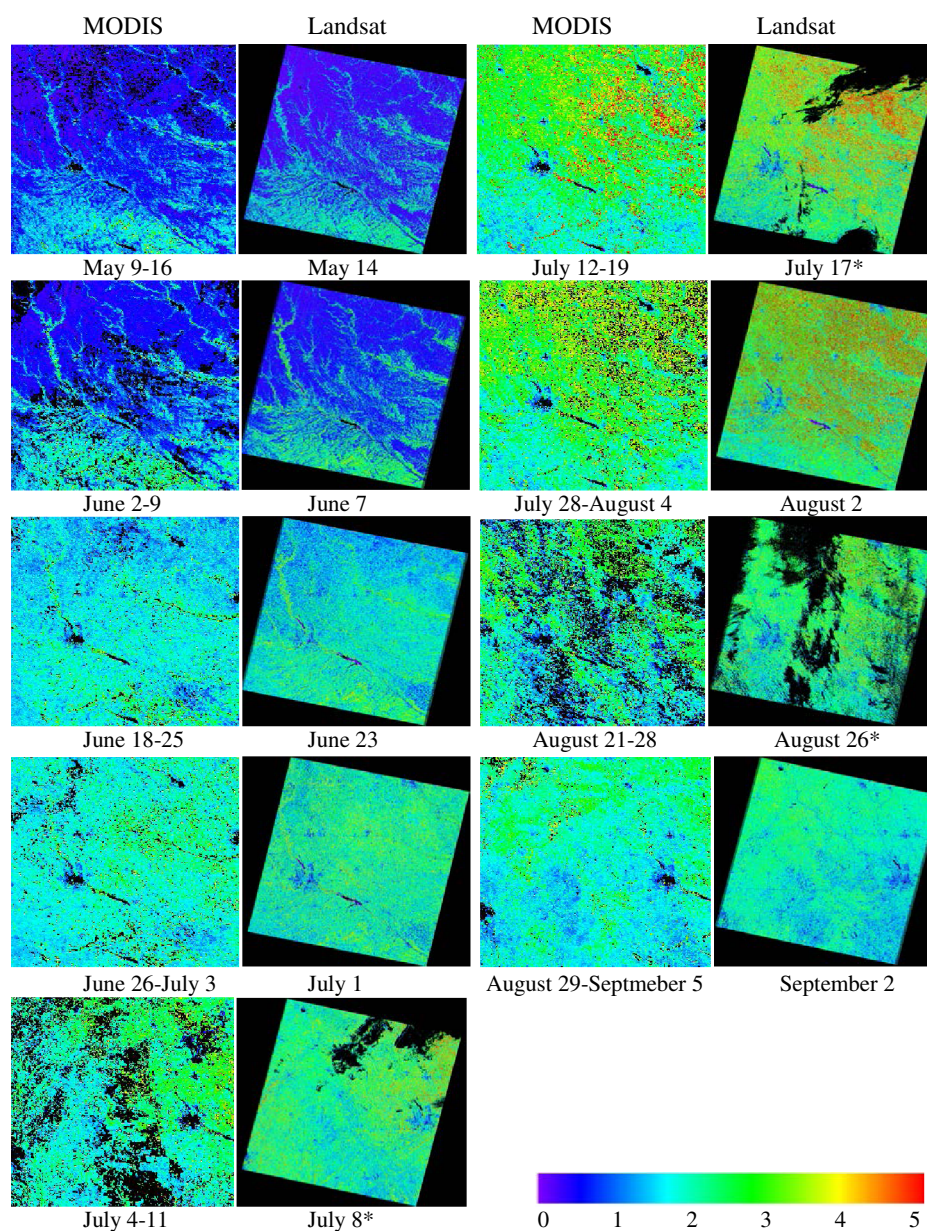 MODIS Landsat MODIS Landsat
May 9-16 May 14 July 12-19 July 17*
June 2-9 June 7 July 28-August 4 August 2
June 18-25 June 23 August 21-28 August 26*
June 26-July 3 July 1 August 29-Septmeber 5 September 2
July 4-11 July 8*
0 1 2 3 4 5